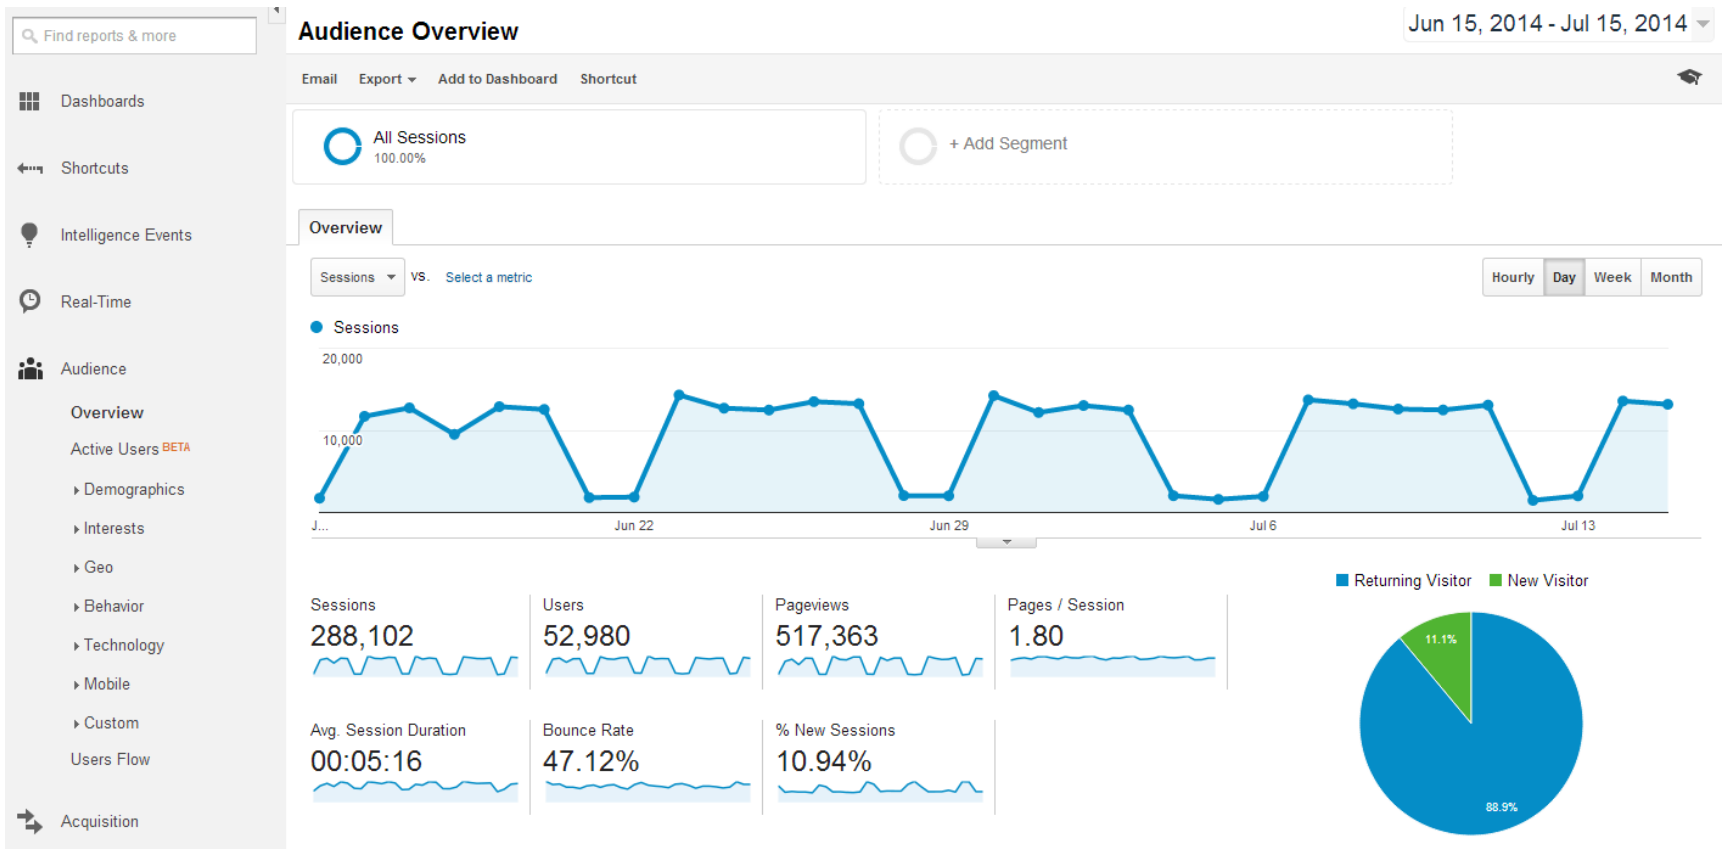 Find reports & more
Dashboards
Shortcuts
Intelligence Events
Real-Time
Audience
Overview
Active Users BETA
Demographics
Interests
Geo
Behavior
Technology
Mobile
Custom
Users Flow
Acquisition
Audience Overview
Jun 15, 2014 - Jul 15, 2014
Email Export Add to Dashboard Shortcut
All Sessions
100.00%
+ Add Segment
Overview
Sessions VS. Select a metric
Hourly Day Week Month
Sessions
20,000
10,000
J... Jun 22 Jun 29 Jul 6 Jul 13
Sessions
288,102
Users
52,980
Pageviews
517,363
Pages / Session
1.80
Avg. Session Duration
00:05:16
Bounce Rate
47.12%
% New Sessions
10.94%
Returning Visitor New Visitor
11.1%
88.9%